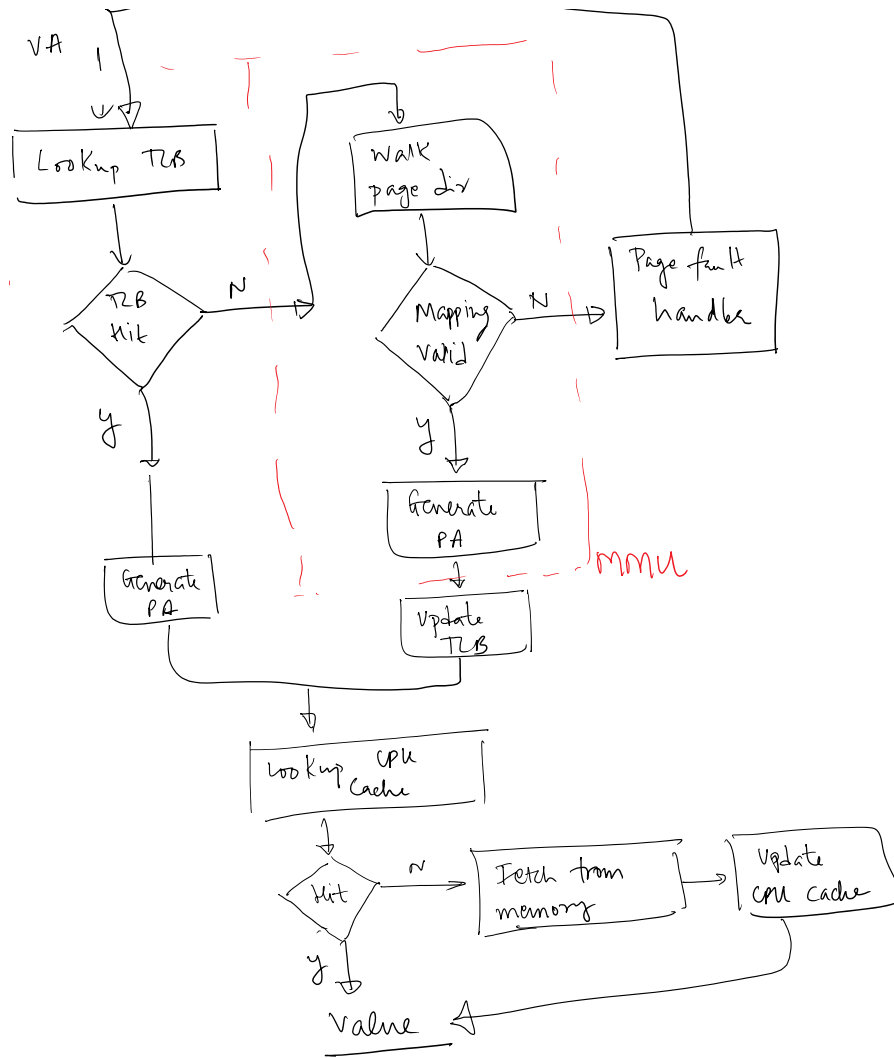 VA
Lookup TLB
TLB
Hit
N
Y
Generate
PA
Walk
page dir
Mapping
Valid
N
Y
Generate
PA
Update
TLB
Page fault
handler
MMU
Lookup CPU
Cache
Hit
N
Y
Fetch from
memory
Update
CPU Cache
Value